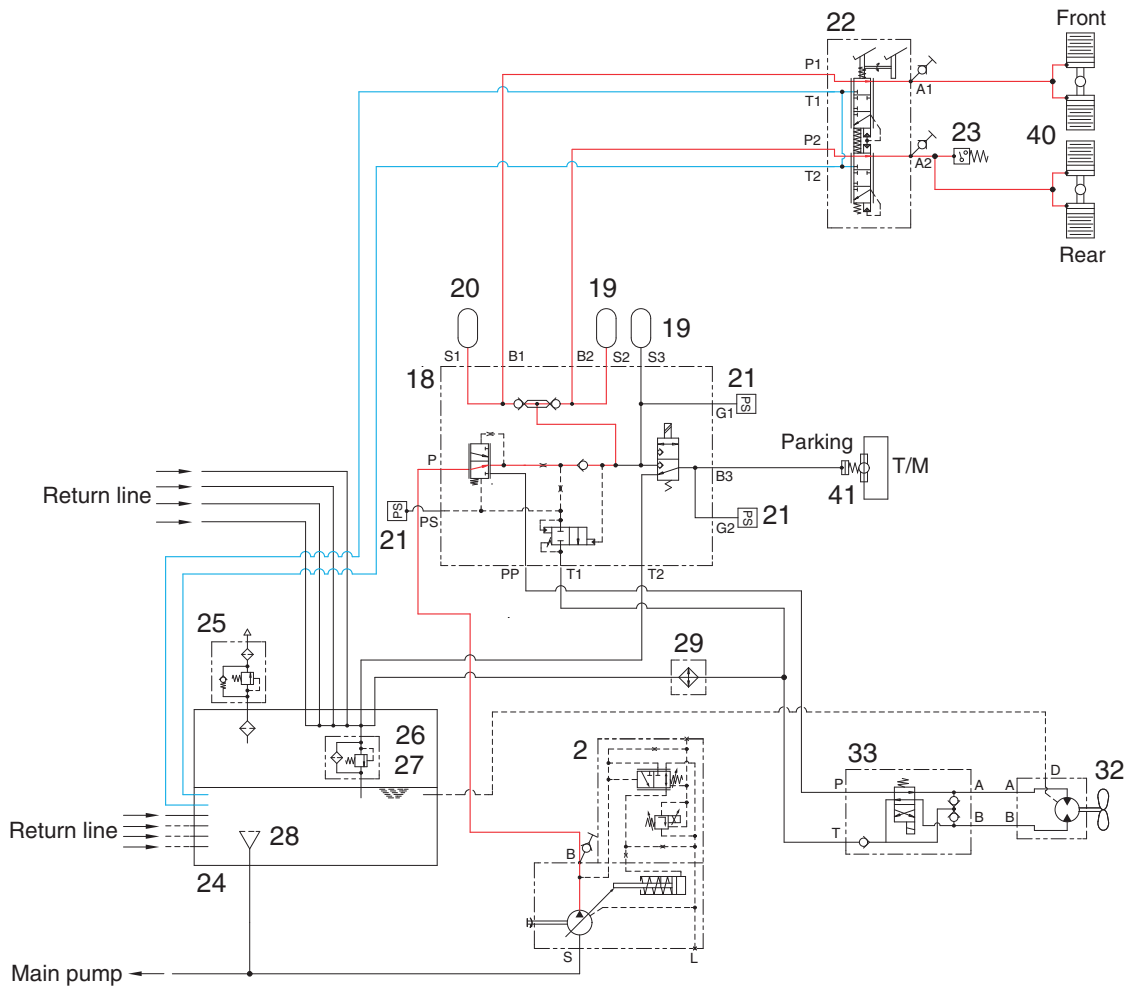 Front
22
P1
A1
T1
P2
23
40
A2
T2
Rear
20
19
19
S1
B1
B2
S2
S3
18
21
PS
G1
Parking
P
T/M
Return line
B3
41
PS
PS
21
G2
PS
21
PP
T1
T2
25
29
26
2
27
33
D
32
P
A
A
B
B
T
Return line
28
B
24
S
L
Main pump